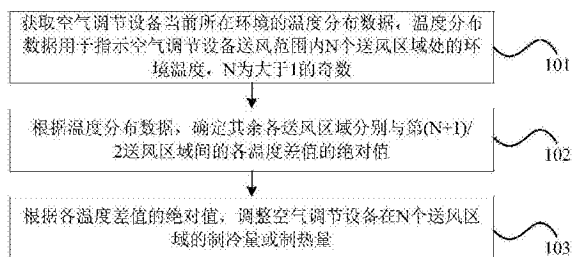 获取空气调节设备当前所在环境的温度分布数据，温度分布
数据用于指示空气调节设备送风范围内N个送风区域处的环
境温度，N为大于1的奇数
101
根据温度分布数据，确定其余各送风区域分别与第(N+1)/
2送风区域间的各温度差值的绝对值
102
根据各温度差值的绝对值，调整空气调节设备在N个送风区
域的制冷量或制热量
103